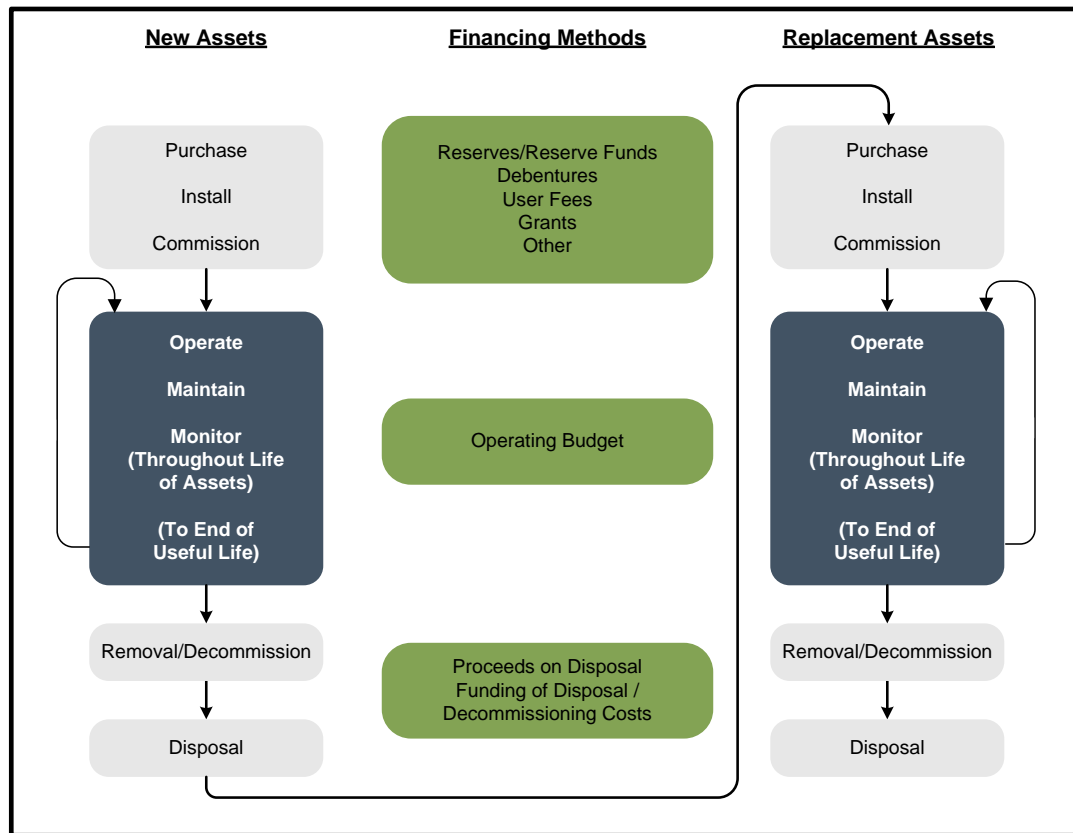 New Assets
Financing Methods
Replacement Assets
Purchase
Install
Commission
Operate
Maintain
Monitor
(Throughout Life
of Assets)
(To End of
Useful Life)
Removal/Decommission
Disposal
Reserves/Reserve Funds
Debentures
User Fees
Grants
Other
Operating Budget
Proceeds on Disposal
Funding of Disposal /
Decommissioning Costs
Purchase
Install
Commission
Operate
Maintain
Monitor
(Throughout Life
of Assets)
(To End of
Useful Life)
Removal/Decommission
Disposal